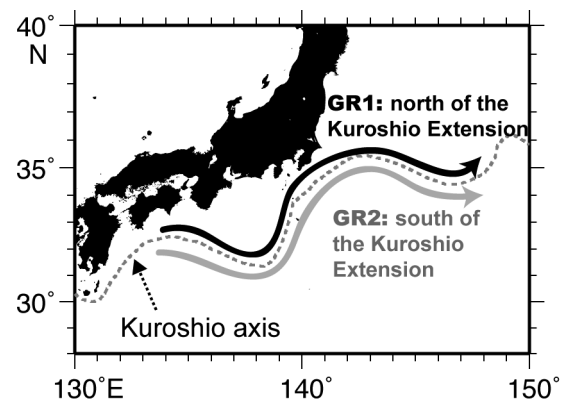 40°
N
GR1: north of the
Kuroshio Extension
35°
GR2: south of
the Kuroshio
Extension
30°
Kuroshio axis
130°E
140°
150°